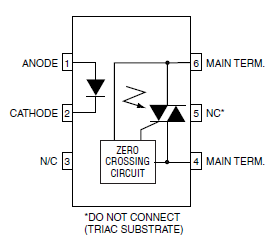 ANODE 1
6 MAIN TERM.
CATHODE 2
5 NC*
N/C 3
ZERO
CROSSING
CIRCUIT
4 MAIN TERM.
*DO NOT CONNECT
(TRIAC SUBSTRATE)